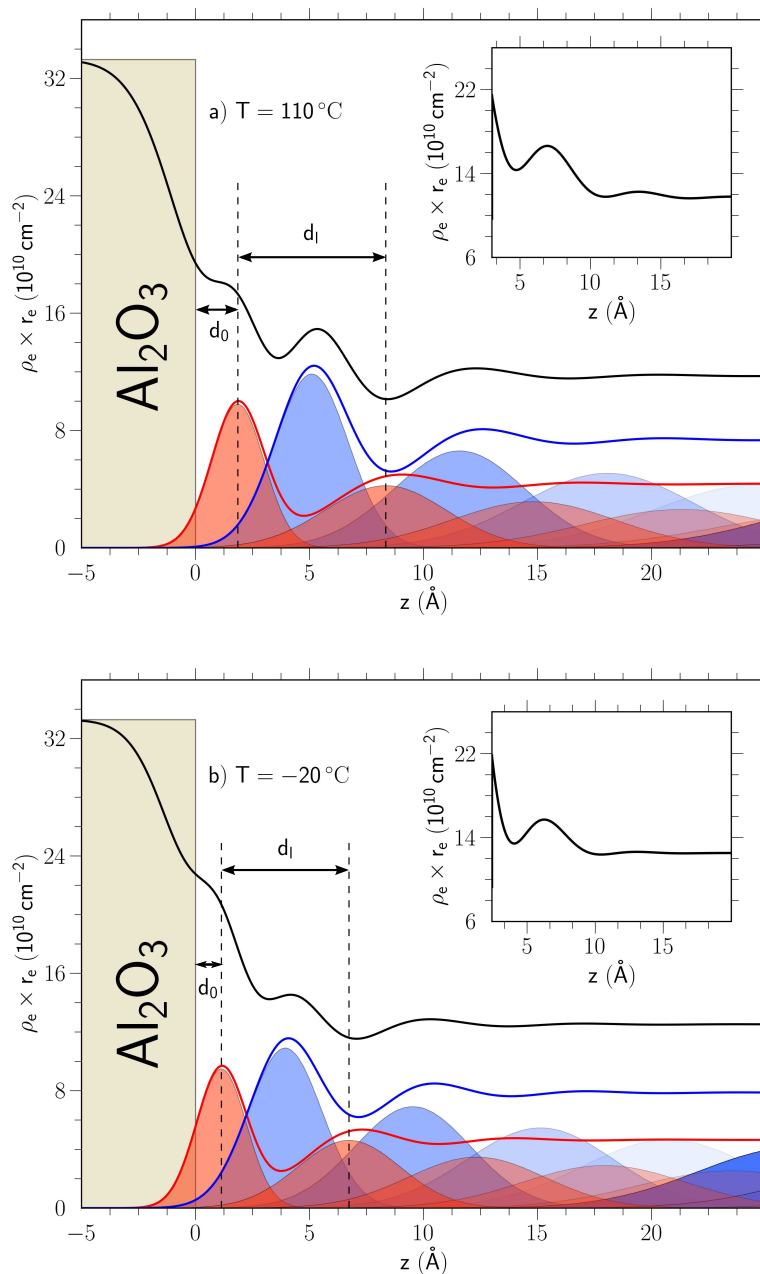 a) T = 110 °C
ρₑ × rₑ (10¹⁰ cm⁻²)
32
24
16
8
0
Al₂O₃
d₀
dₗ
−5
0
5
10
15
20
z (Å)
ρₑ × rₑ (10¹⁰ cm⁻²)
22
14
6
5
10
15
z (Å)
b) T = −20 °C
ρₑ × rₑ (10¹⁰ cm⁻²)
32
24
16
8
0
Al₂O₃
d₀
dₗ
−5
0
5
10
15
20
z (Å)
ρₑ × rₑ (10¹⁰ cm⁻²)
22
14
6
5
10
15
z (Å)